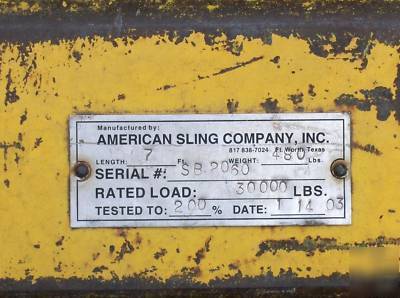 Manufactured by:
AMERICAN SLING COMPANY, INC.
817 638-7024 Ft. Worth Texas
LENGTH: 7 Ft. WEIGHT: 480 Lbs.
SERIAL #: SB-2060
RATED LOAD: 30000 LBS.
TESTED TO: 200 % DATE: 1 14 03